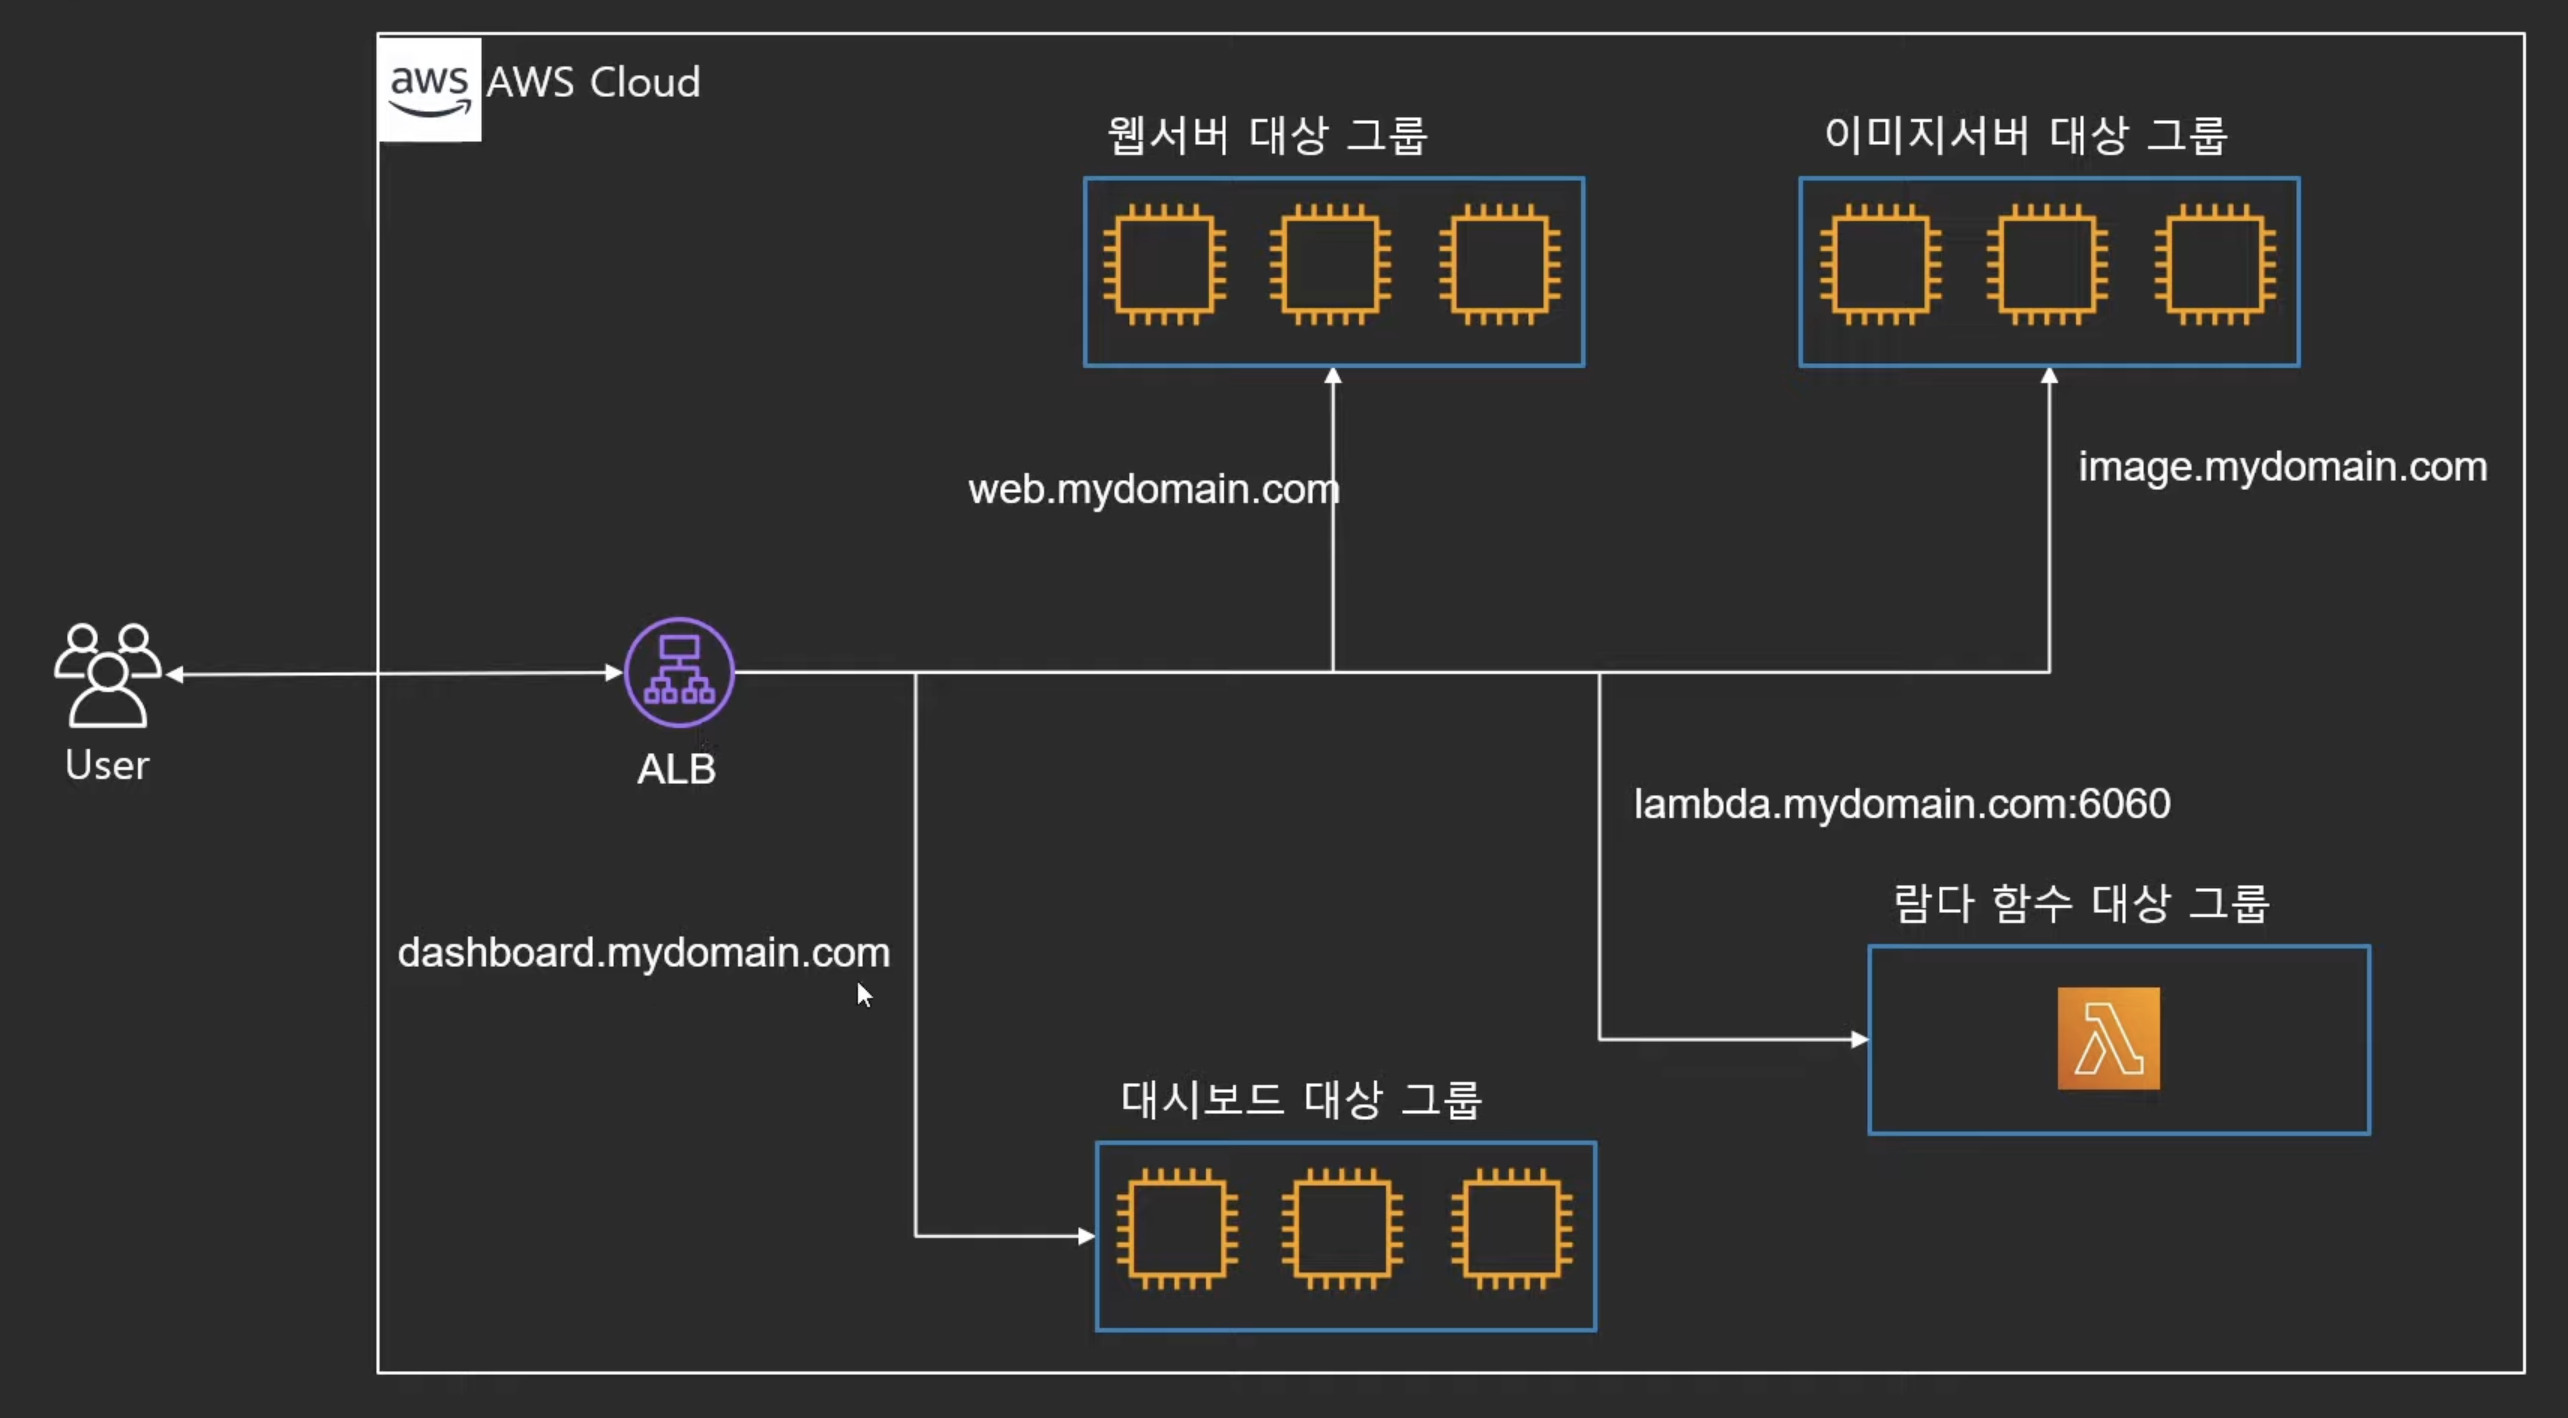 aws AWS Cloud
웹서버 대상 그룹
이미지서버 대상 그룹
web.mydomain.com
image.mydomain.com
User
ALB
lambda.mydomain.com:6060
람다 함수 대상 그룹
dashboard.mydomain.com
대시보드 대상 그룹